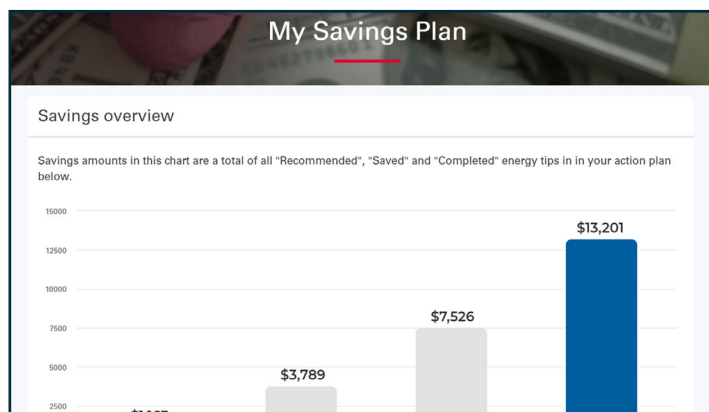 My Savings Plan
Savings overview
Savings amounts in this chart are a total of all "Recommended", "Saved" and "Completed" energy tips in in your action plan
below.
15000
$13,201
12500
10000
$7,526
7500
5000
$3,789
2500